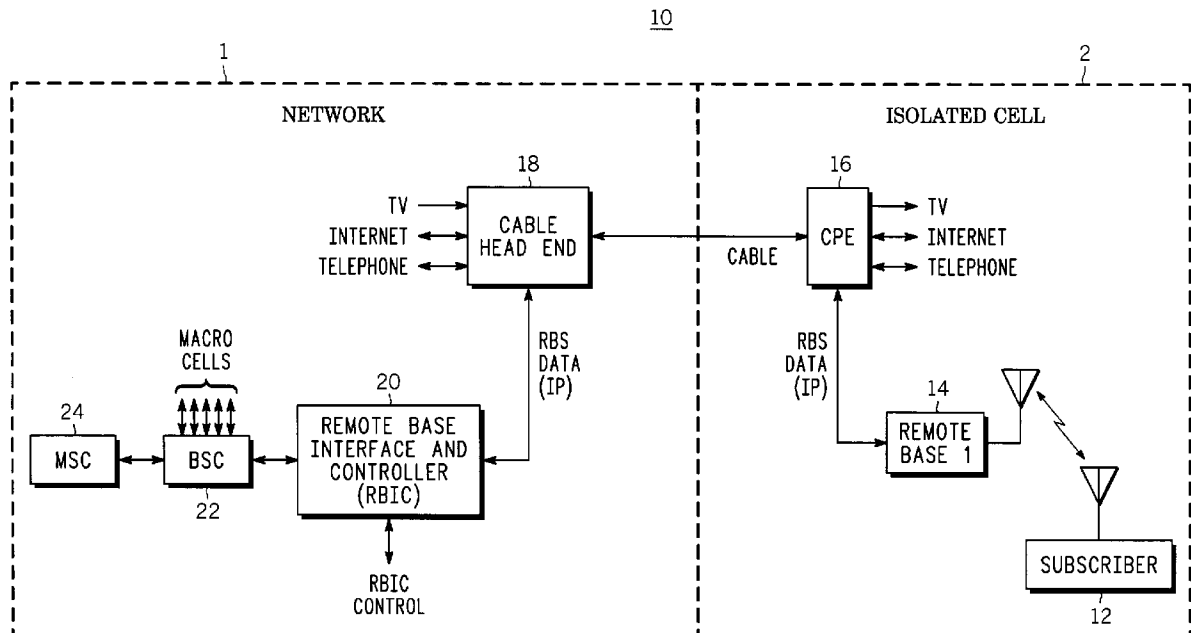 10
1
2
NETWORK
ISOLATED CELL
18
16
TV
INTERNET
TELEPHONE
CABLE
HEAD END
CABLE
CPE
TV
INTERNET
TELEPHONE
MACRO
CELLS
RBS
DATA
(IP)
RBS
DATA
(IP)
24
MSC
BSC
22
20
REMOTE BASE
INTERFACE AND
CONTROLLER
(RBIC)
RBIC
CONTROL
14
REMOTE
BASE 1
SUBSCRIBER
12